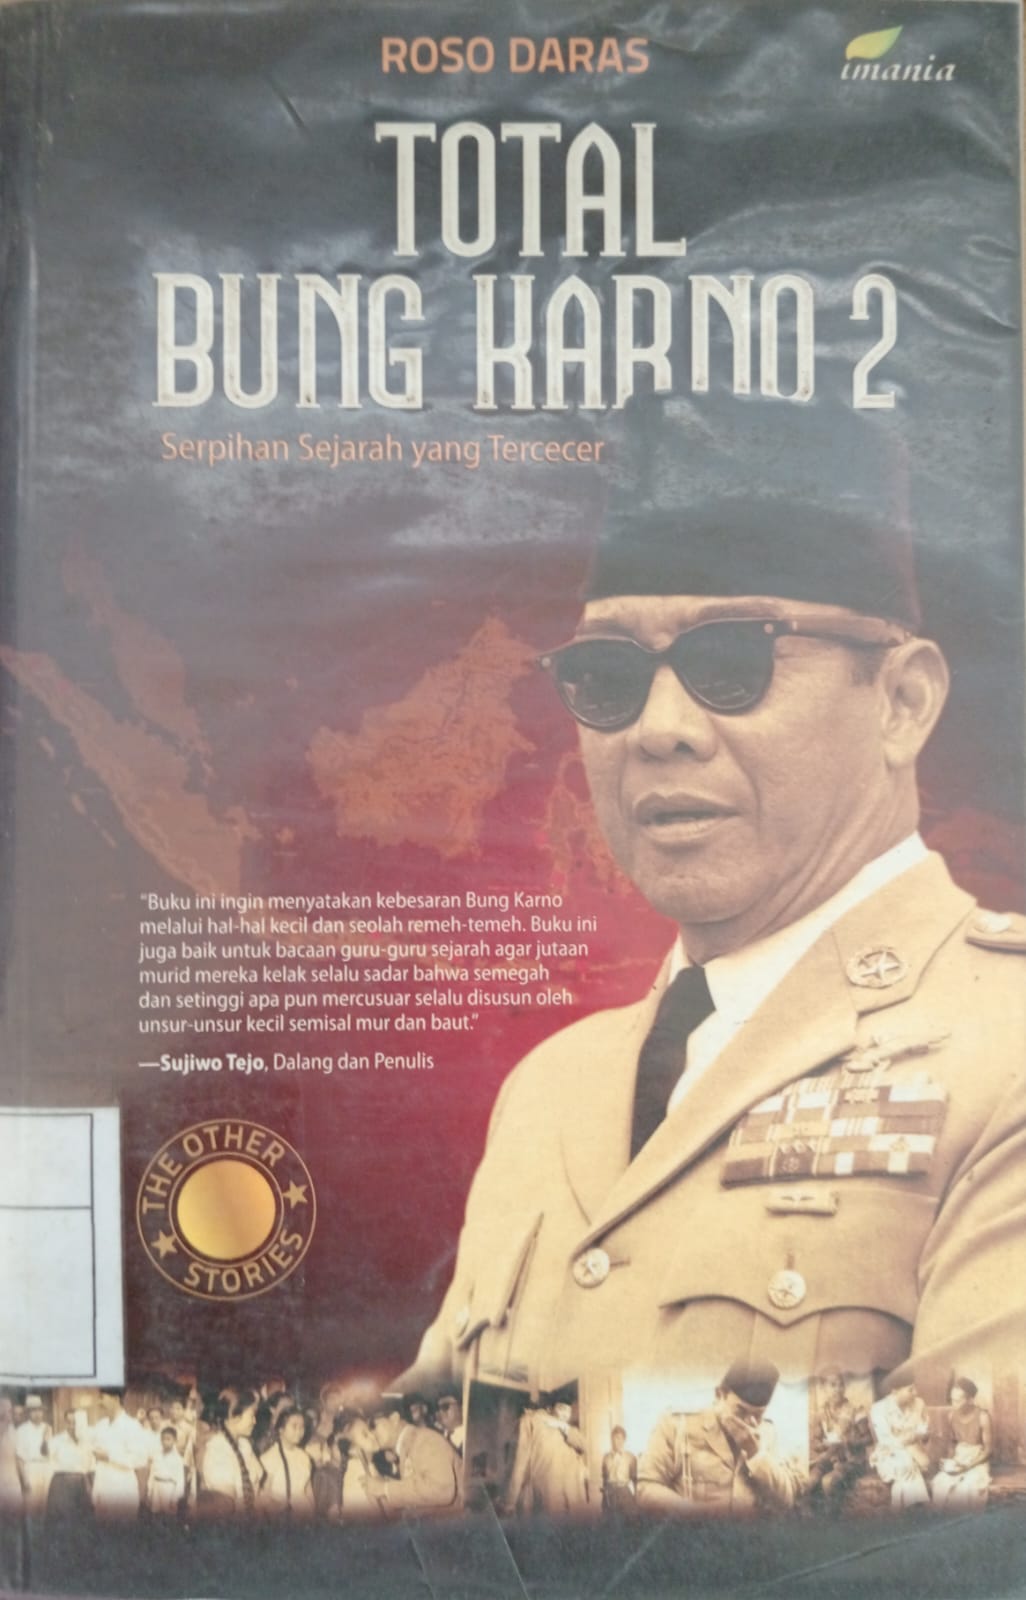 ROSO DARAS
imania
TOTAL
BUNG KARNO 2
Serpihan Sejarah yang Tercecer
"Buku ini ingin menyatakan kebesaran Bung Karno
melalui hal-hal kecil dan seolah remeh-temeh. Buku ini
juga baik untuk bacaan guru-guru sejarah agar jutaan
murid mereka kelak selalu sadar bahwa semegah
dan setinggi apa pun mercusuar selalu disusun oleh
unsur-unsur kecil semisal mur dan baut."
—Sujiwo Tejo, Dalang dan Penulis
THE OTHER
STORIES